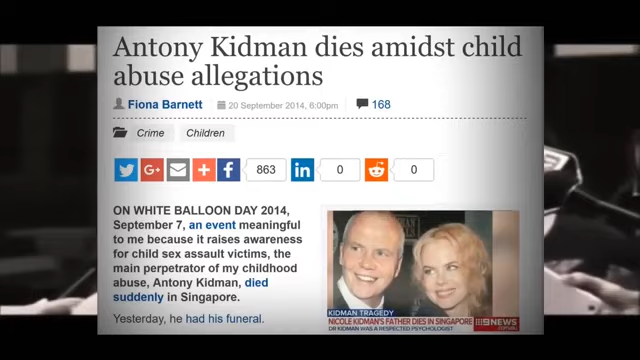 Antony Kidman dies amidst child
abuse allegations
Fiona Barnett
20 September 2014, 6:00pm
168
Crime
Children
863
0
0
ON WHITE BALLOON DAY 2014,
September 7, an event meaningful
to me because it raises awareness
for child sex assault victims, the
main perpetrator of my childhood
abuse, Antony Kidman, died
suddenly in Singapore.
Yesterday, he had his funeral.
KIDMAN TRAGEDY
NICOLE KIDMAN'S FATHER DIES IN SINGAPORE
DR KIDMAN WAS A RESPECTED PSYCHOLOGIST
9NEWS